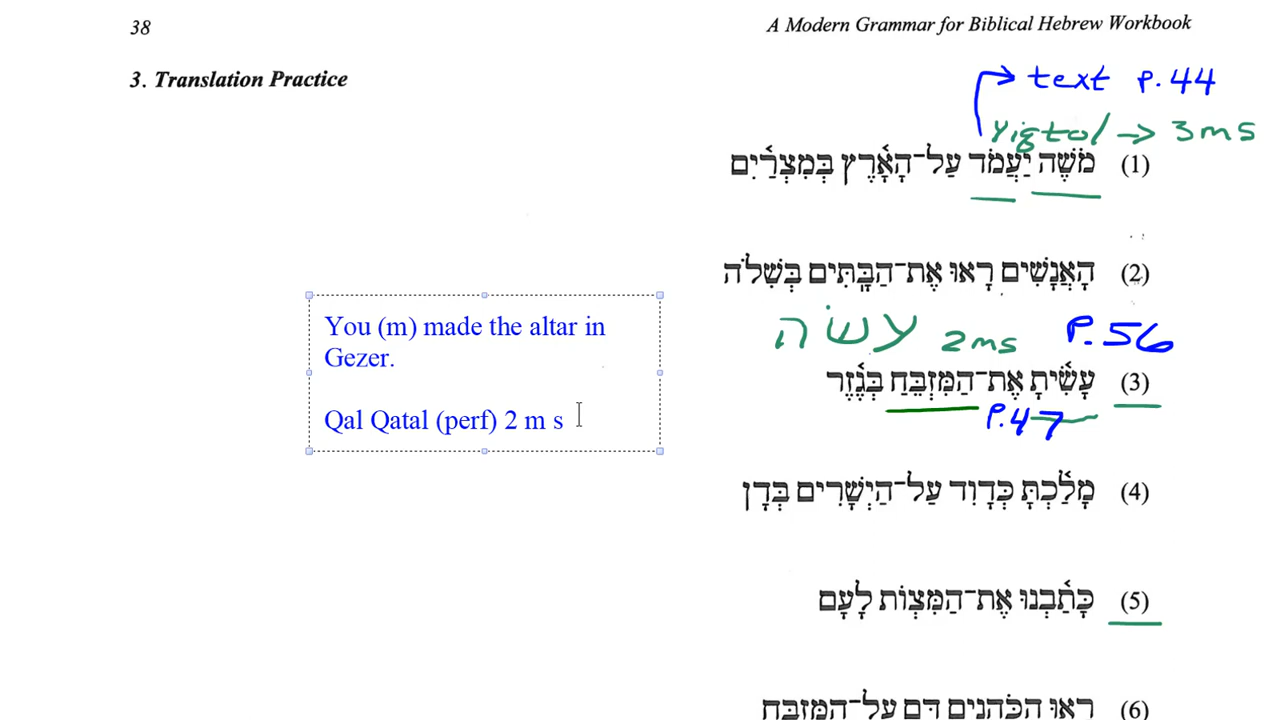 38
A Modern Grammar for Biblical Hebrew Workbook
3. Translation Practice
text p.44
Yiqtol → 3ms
(1) מֹשֶׁה יַעֲמֹד עַל־הָאָ֫רֶץ בְּמִצְרַ֫יִם
(2) הָאֲנָשִׁים רָאוּ אֶת־הַבָּתִּים בְּשִׁלֹה
עשׂה 2ms P.56
(3) עָשִׂ֫יתָ אֶת־הַמִּזְבֵּחַ בְּגֶ֫זֶר
P.47
You (m) made the altar in
Gezer.
Qal Qatal (perf) 2 m s
(4) מָלַ֫כְתָּ כְּדָוִד עַל־הַיְשָׁרִים בְּדָן
(5) כָּתַ֫בְנוּ אֶת־הַמִּצְוֹת לָעָם
(6) רָאוּ הַכֹּהֲנִים דָּם עַל־הַמִּזְבֵּחַ